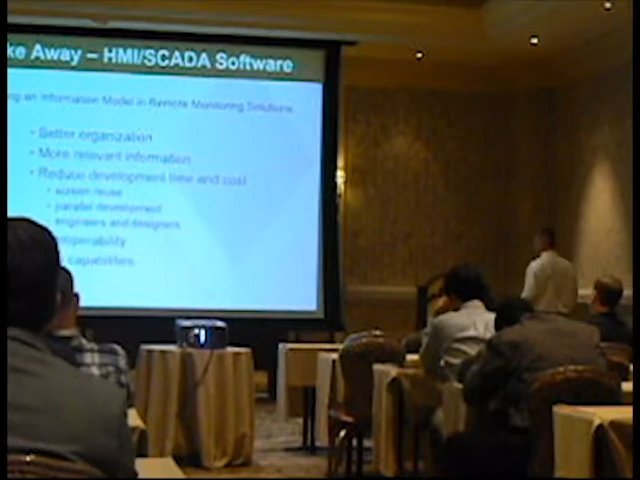 ke Away – HMI/SCADA Software
ng an Information Model in Remote Monitoring Solutions
• Better organization
• More relevant information
• Reduce development time and cost
• screen reuse
• parallel development
• engineers and designers
operability
capabilities